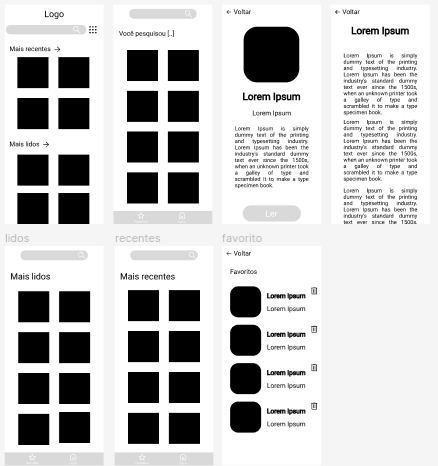 Logo
Mais recentes →
Mais lidos →
Você pesquisou [..]
← Voltar
Lorem Ipsum
Lorem Ipsum
Lorem Ipsum is simply
dummy text of the printing
and typesetting industry.
Lorem Ipsum has been the
industry's standard dummy
text ever since the 1500s,
when an unknown printer took
a galley of type and
scrambled it to make a type
specimen book.
Ler
← Voltar
Lorem Ipsum
Lorem Ipsum is simply
dummy text of the printing
and typesetting industry.
Lorem Ipsum has been the
industry's standard dummy
text ever since the 1500s,
when an unknown printer took
a galley of type and
scrambled it to make a type
specimen book.
Lorem Ipsum is simply
dummy text of the printing
and typesetting industry.
Lorem Ipsum has been the
industry's standard dummy
text ever since the 1500s,
when an unknown printer took
a galley of type and
scrambled it to make a type
specimen book.
Lorem Ipsum is simply
dummy text of the printing
and typesetting industry.
Lorem Ipsum has been the
industry's standard dummy
text ever since the 1500s,
lidos
Mais lidos
recentes
Mais recentes
favorito
← Voltar
Favoritos
Lorem Ipsum
Lorem Ipsum
Lorem Ipsum
Lorem Ipsum
Lorem Ipsum
Lorem Ipsum
Lorem Ipsum
Lorem Ipsum